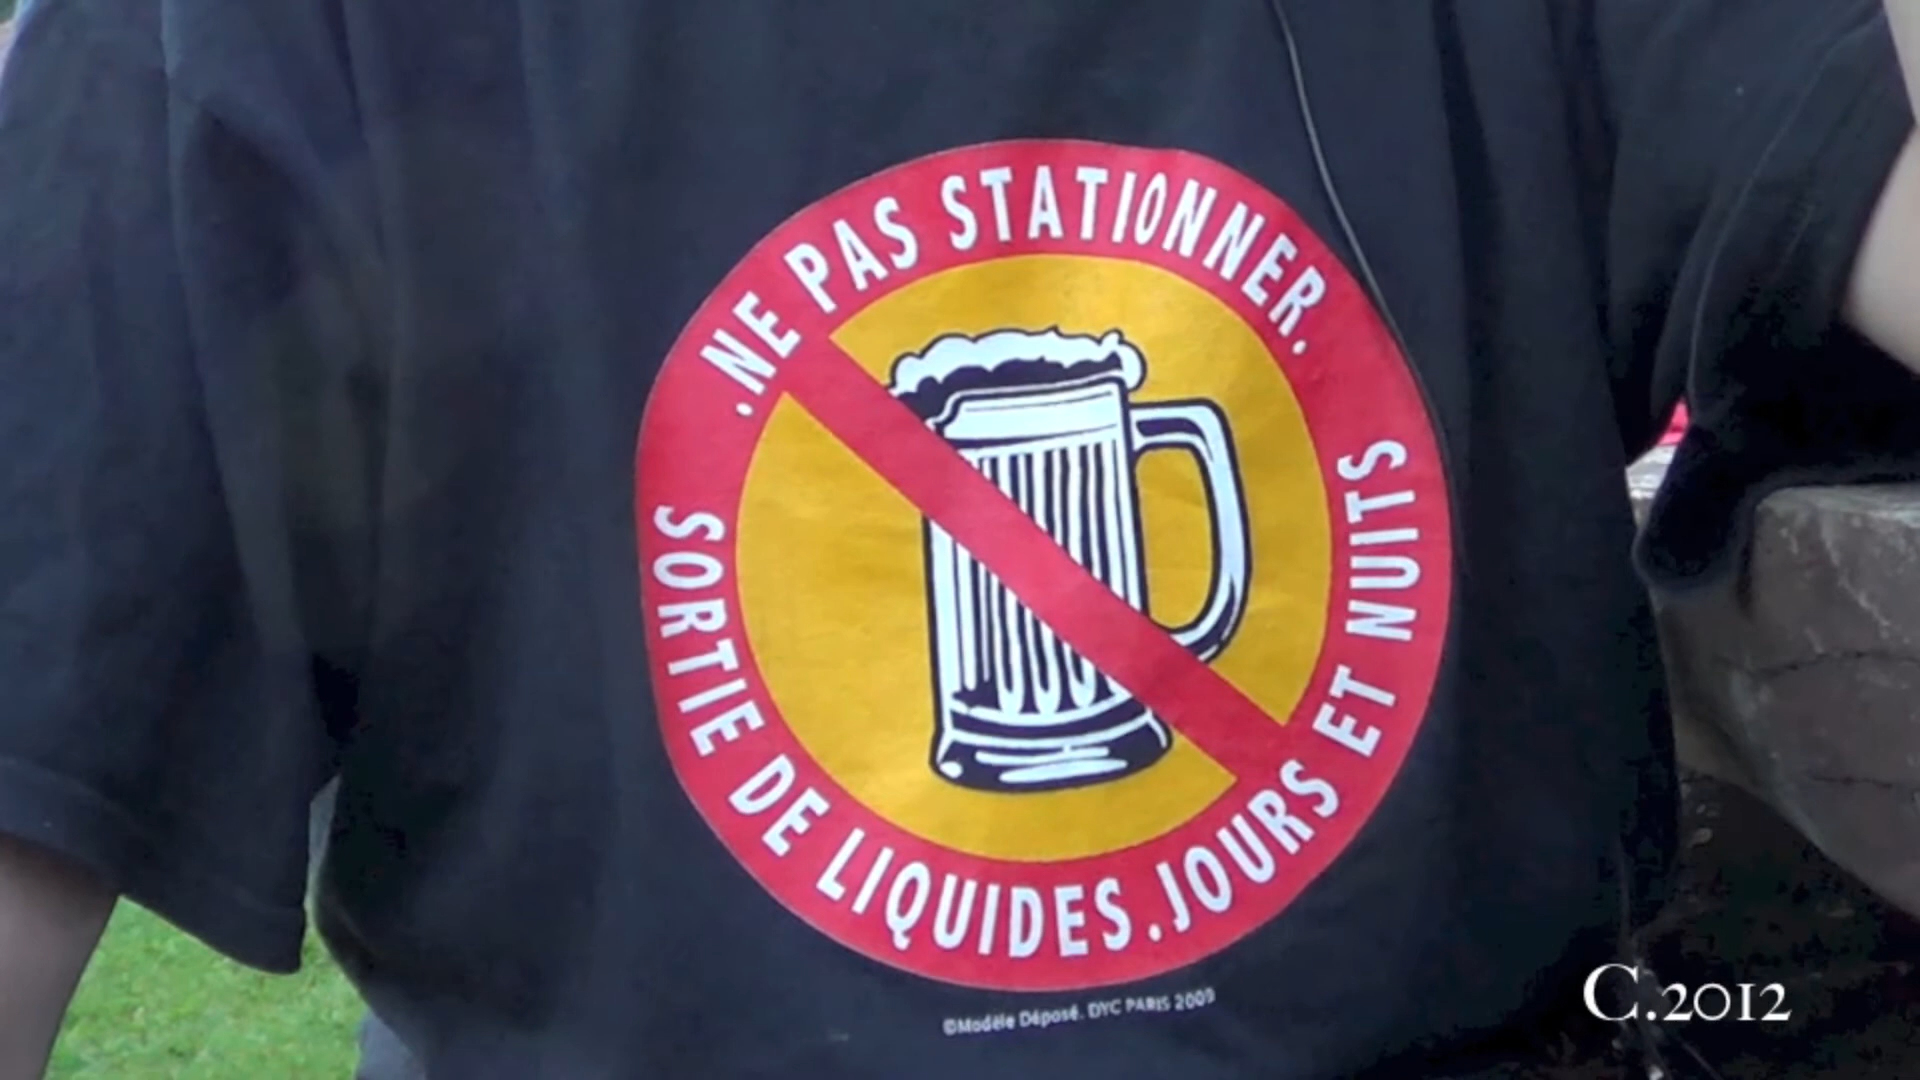 .NE PAS STATIONNER.
SORTIE DE LIQUIDES.JOURS ET NUITS
©Modèle Déposé. DYC PARIS 2009
C.2012